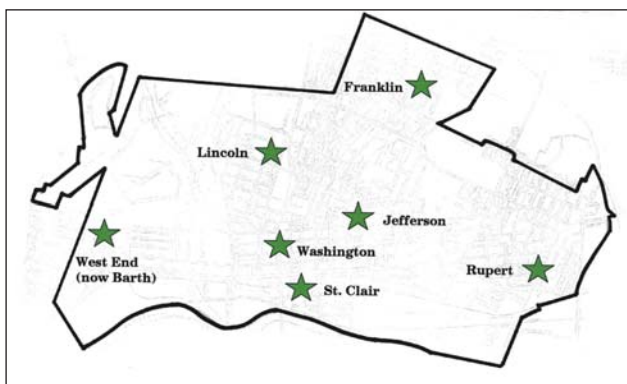 Franklin
Lincoln
Jefferson
Washington
West End
(now Barth)
Rupert
St. Clair